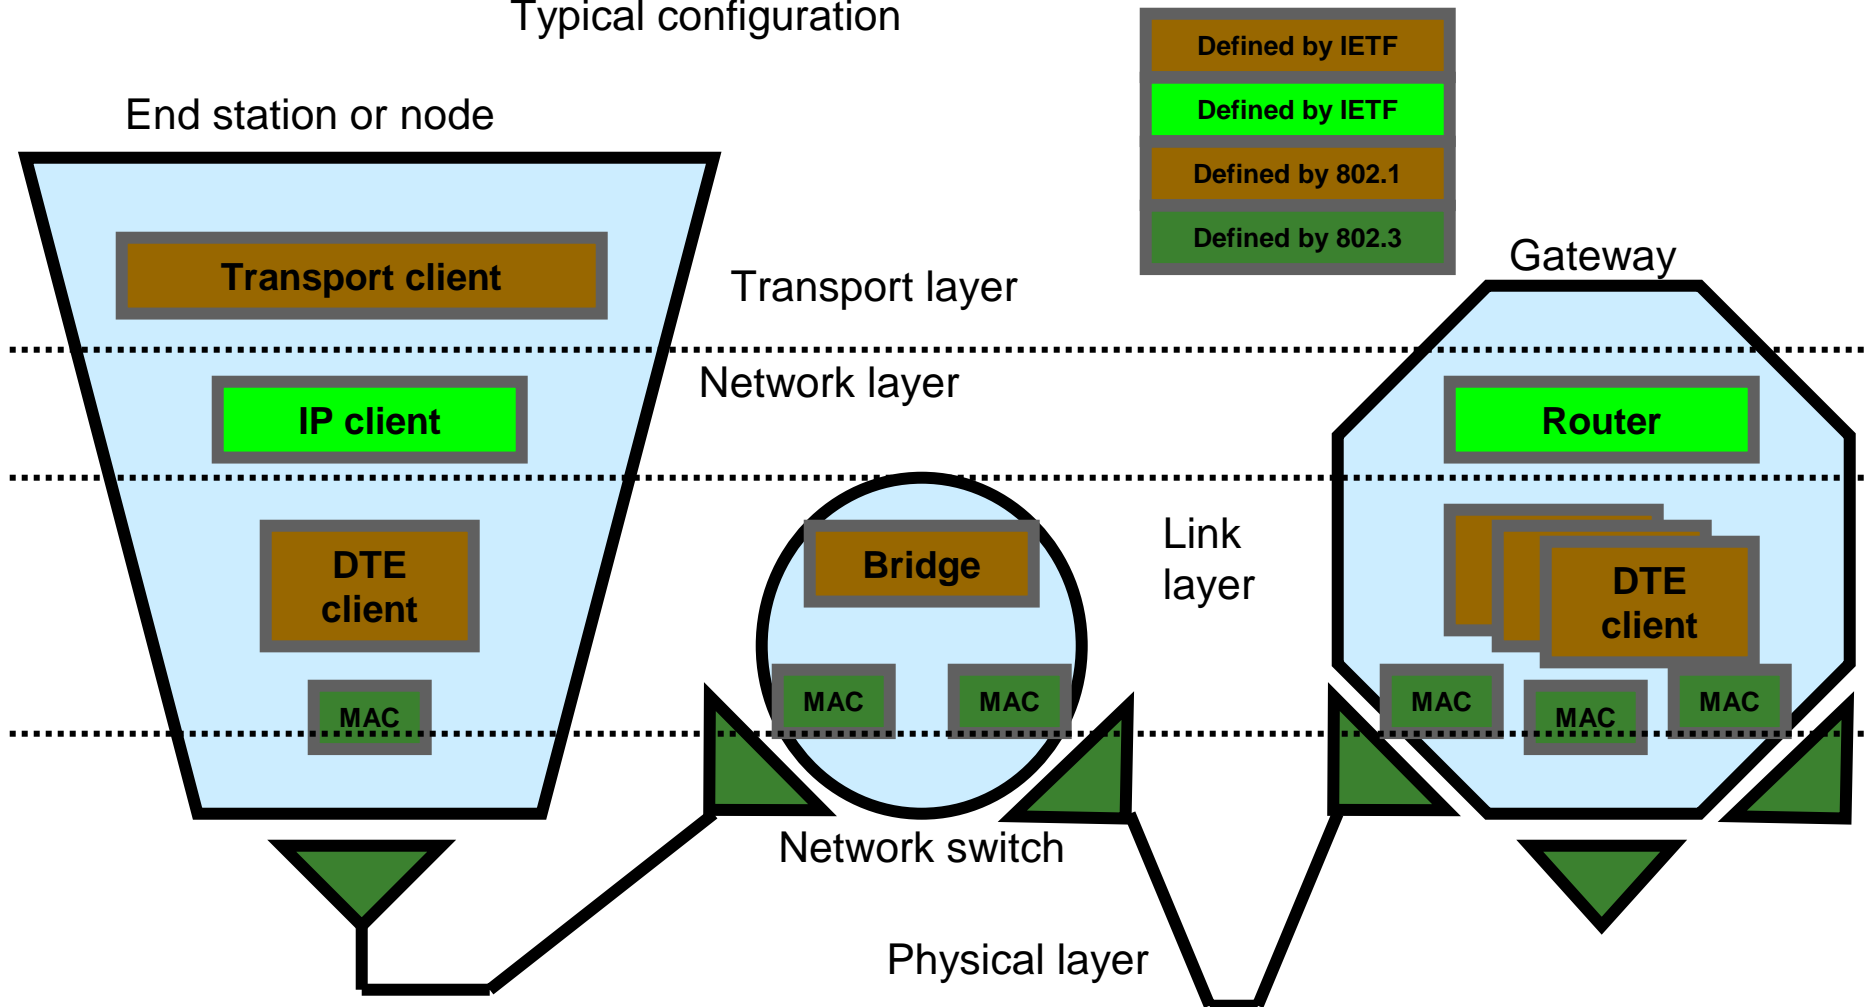 Typical configuration
Defined by IETF
Defined by IETF
Defined by 802.1
Defined by 802.3
End station or node
Transport client
Transport layer
Gateway
Network layer
IP client
Router
DTE
client
Bridge
Link
layer
DTE
client
MAC
MAC
MAC
MAC
MAC
MAC
Network switch
Physical layer